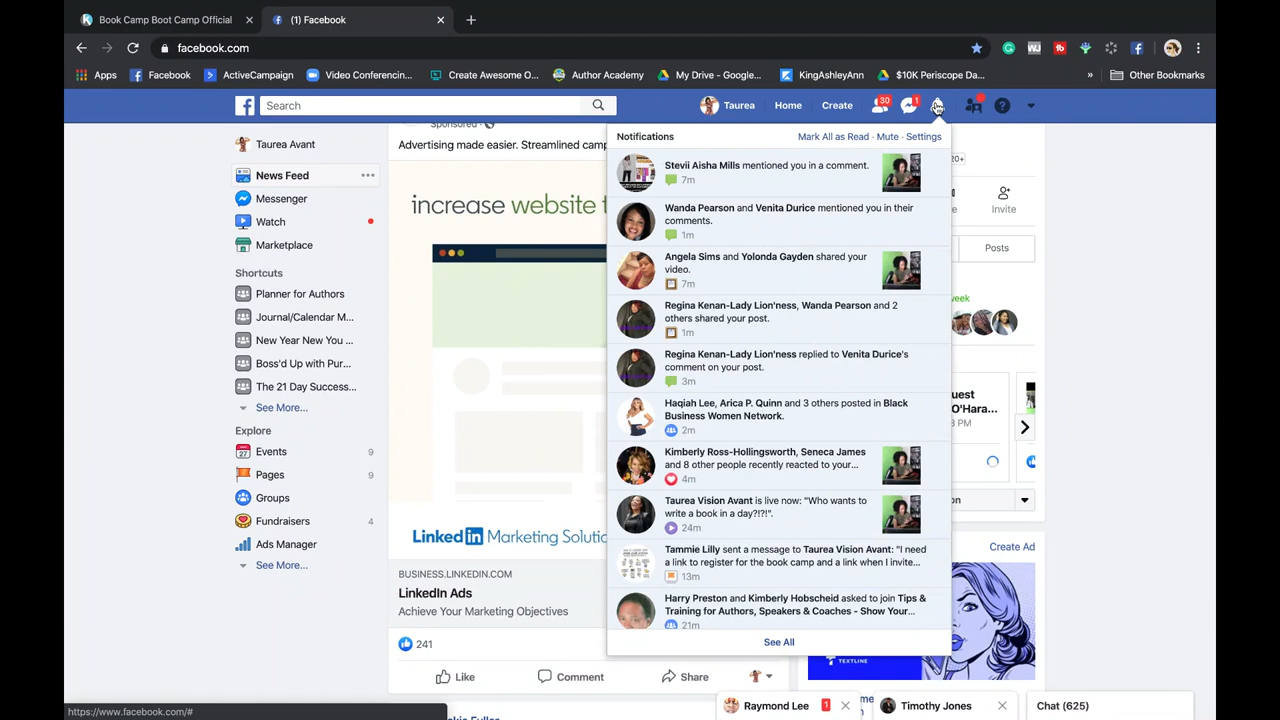 Book Camp Boot Camp Official
(1) Facebook
facebook.com
Apps
Facebook
ActiveCampaign
Video Conferencin...
Create Awesome O...
Author Academy
My Drive - Google...
KingAshleyAnn
$10K Periscope Da...
»
Other Bookmarks
Search
Taurea
Home
Create
30
1
Taurea Avant
News Feed
Messenger
Watch
Marketplace
Shortcuts
Planner for Authors
Journal/Calendar M...
New Year New You ...
Boss'd Up with Pur...
The 21 Day Success...
See More...
Explore
Events 9
Pages 9
Groups
Fundraisers 4
Ads Manager
See More...
Sponsored ·
Advertising made easier. Streamlined camp
increase website t
LinkedIn Marketing Soluti
BUSINESS.LINKEDIN.COM
LinkedIn Ads
Achieve Your Marketing Objectives
241
Like
Comment
Share
Notifications
Mark All as Read · Mute · Settings
Stevii Aisha Mills mentioned you in a comment.
7m
Wanda Pearson and Venita Durice mentioned you in their
comments.
1m
Angela Sims and Yolonda Gayden shared your
video.
7m
Regina Kenan-Lady Lion'ness, Wanda Pearson and 2
others shared your post.
1m
Regina Kenan-Lady Lion'ness replied to Venita Durice's
comment on your post.
3m
Haqiah Lee, Arica P. Quinn and 3 others posted in Black
Business Women Network.
2m
Kimberly Ross-Hollingsworth, Seneca James
and 8 other people recently reacted to your...
4m
Taurea Vision Avant is live now: "Who wants to
write a book in a day?!?!".
24m
Tammie Lilly sent a message to Taurea Vision Avant: "I need
a link to register for the book camp and a link when I invite...
13m
Harry Preston and Kimberly Hobscheid asked to join Tips &
Training for Authors, Speakers & Coaches - Show Your...
21m
See All
20+
Invite
Posts
week
uest
O'Hara...
3 PM
on
Create Ad
TEXTLINE
https://www.facebook.com/#
Raymond Lee 1
Timothy Jones
Chat (625)